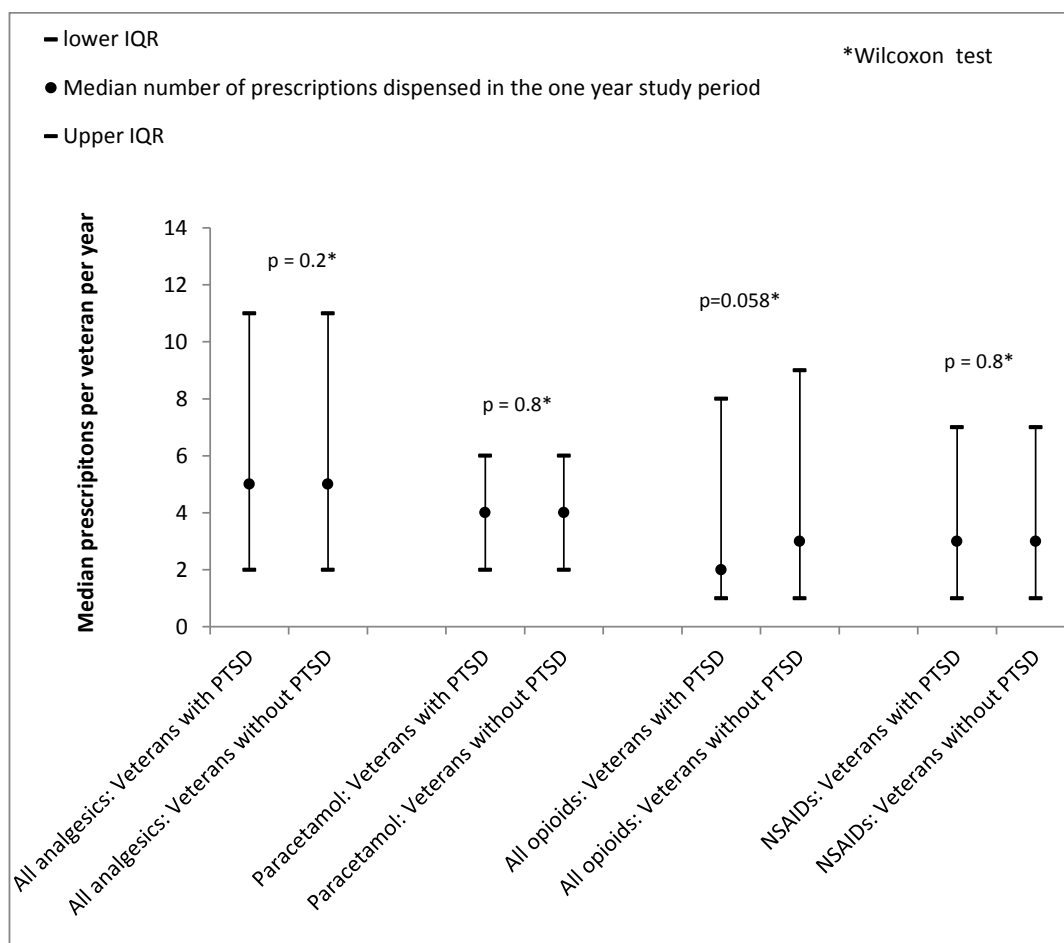 lower IQR
*Wilcoxon test
Median number of prescriptions dispensed in the one year study period
Upper IQR
Median prescripitons per veteran per year
14
12
10
8
6
4
2
0
p = 0.2*
p = 0.8*
p=0.058*
p = 0.8*
All analgesics: Veterans with PTSD
All analgesics: Veterans without PTSD
Paracetamol: Veterans with PTSD
Paracetamol: Veterans without PTSD
All opioids: Veterans with PTSD
All opioids: Veterans without PTSD
NSAIDs: Veterans with PTSD
NSAIDs: Veterans without PTSD